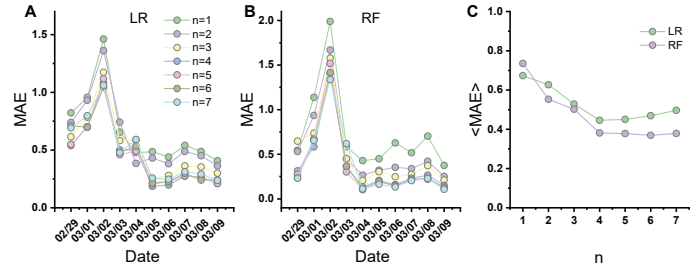 A
LR
MAE
1.5
1.0
0.5
0.0
n=1
n=2
n=3
n=4
n=5
n=6
n=7
02/29
03/01
03/02
03/03
03/04
03/05
03/06
03/07
03/08
03/09
Date
B
RF
MAE
2.0
1.5
1.0
0.5
0.0
02/29
03/01
03/02
03/03
03/04
03/05
03/06
03/07
03/08
03/09
Date
C
<MAE>
1.0
0.8
0.6
0.4
0.2
0.0
LR
RF
1 2 3 4 5 6 7
n